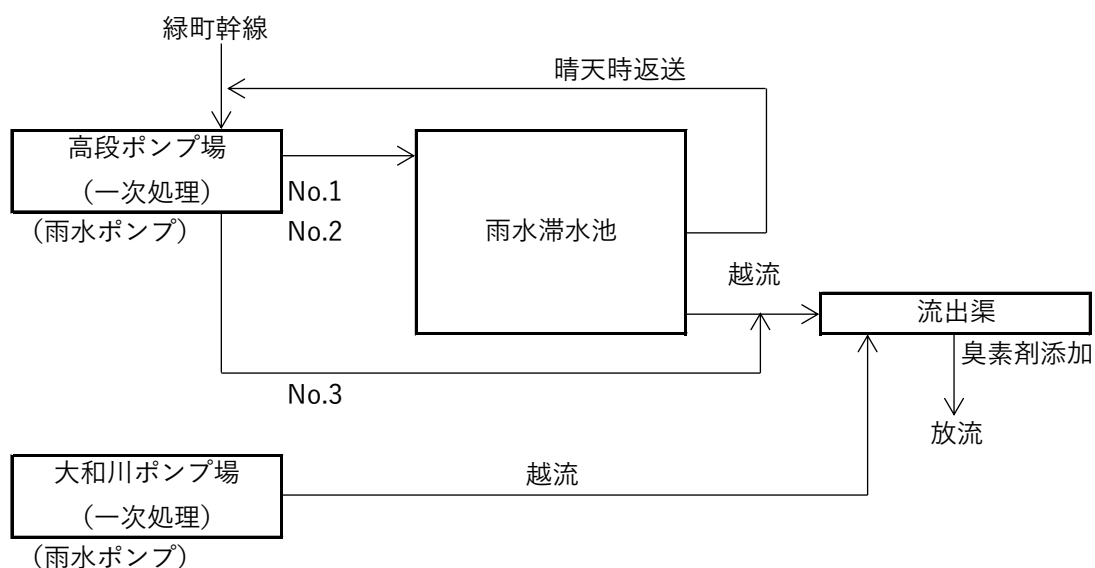 緑町幹線
晴天時返送
高段ポンプ場
（一次処理）
（雨水ポンプ）
No.1
No.2
雨水滞水池
越流
流出渠
臭素剤添加
No.3
放流
大和川ポンプ場
（一次処理）
（雨水ポンプ）
越流